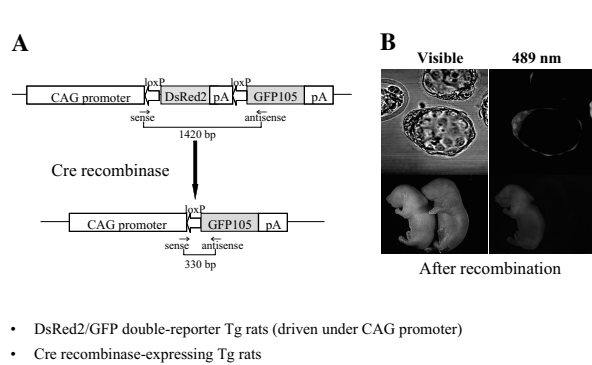 A
loxP loxP
CAG promoter DsRed2 pA GFP105 pA
sense antisense
1420 bp
Cre recombinase
loxP
CAG promoter GFP105 pA
sense antisense
330 bp
B
Visible 489 nm
After recombination
• DsRed2/GFP double-reporter Tg rats (driven under CAG promoter)
• Cre recombinase-expressing Tg rats